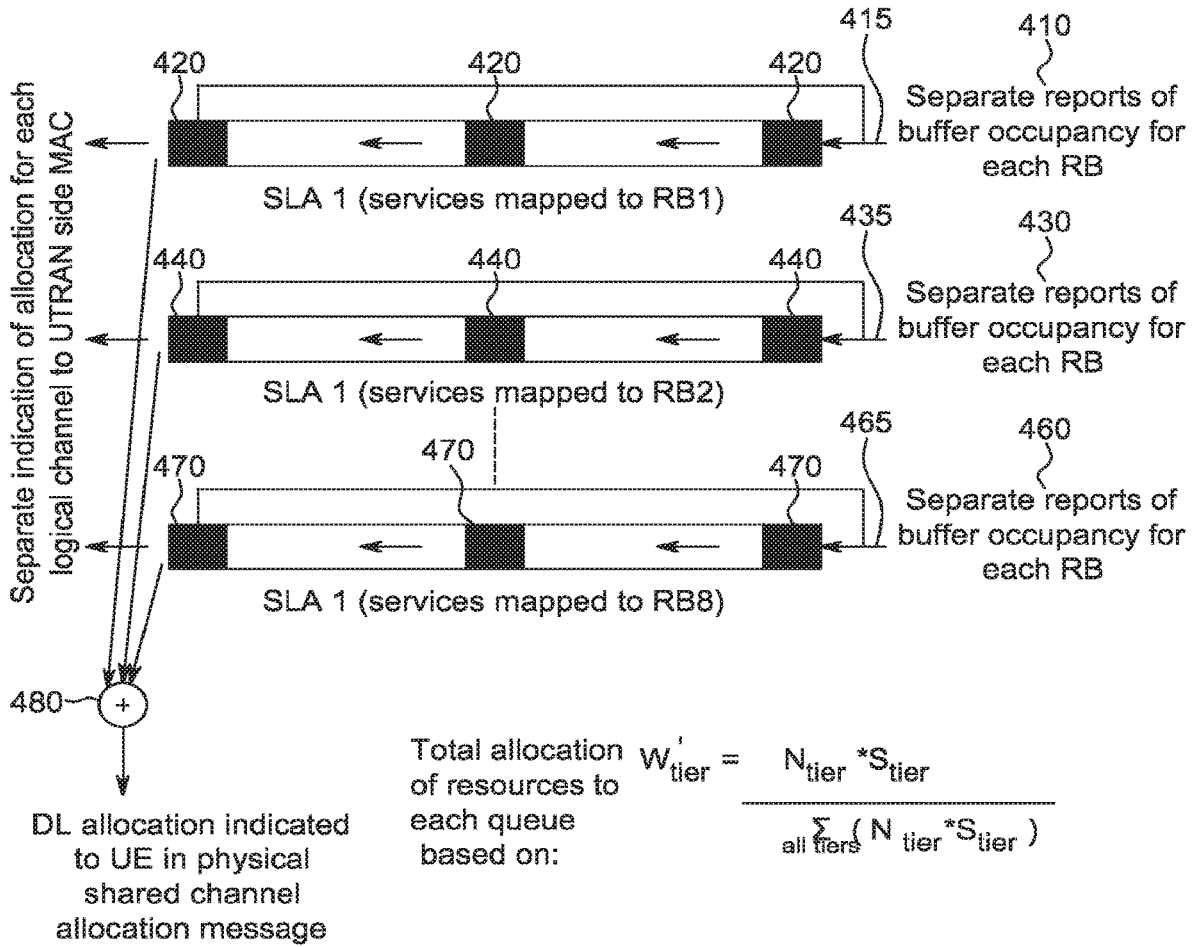 415
410
420
420
420
Separate reports of
buffer occupancy for
each RB
SLA 1 (services mapped to RB1)
435
430
440
440
440
Separate reports of
buffer occupancy for
each RB
SLA 1 (services mapped to RB2)
465
460
470
470
470
Separate reports of
buffer occupancy for
each RB
SLA 1 (services mapped to RB8)
Separate indication of allocation for each
logical channel to UTRAN side MAC
480
+
DL allocation indicated
to UE in physical
shared channel
allocation message
Total allocation
of resources to
each queue
based on:
W'tier = Ntier *Stier
all tiers Σ ( N tier *Stier )